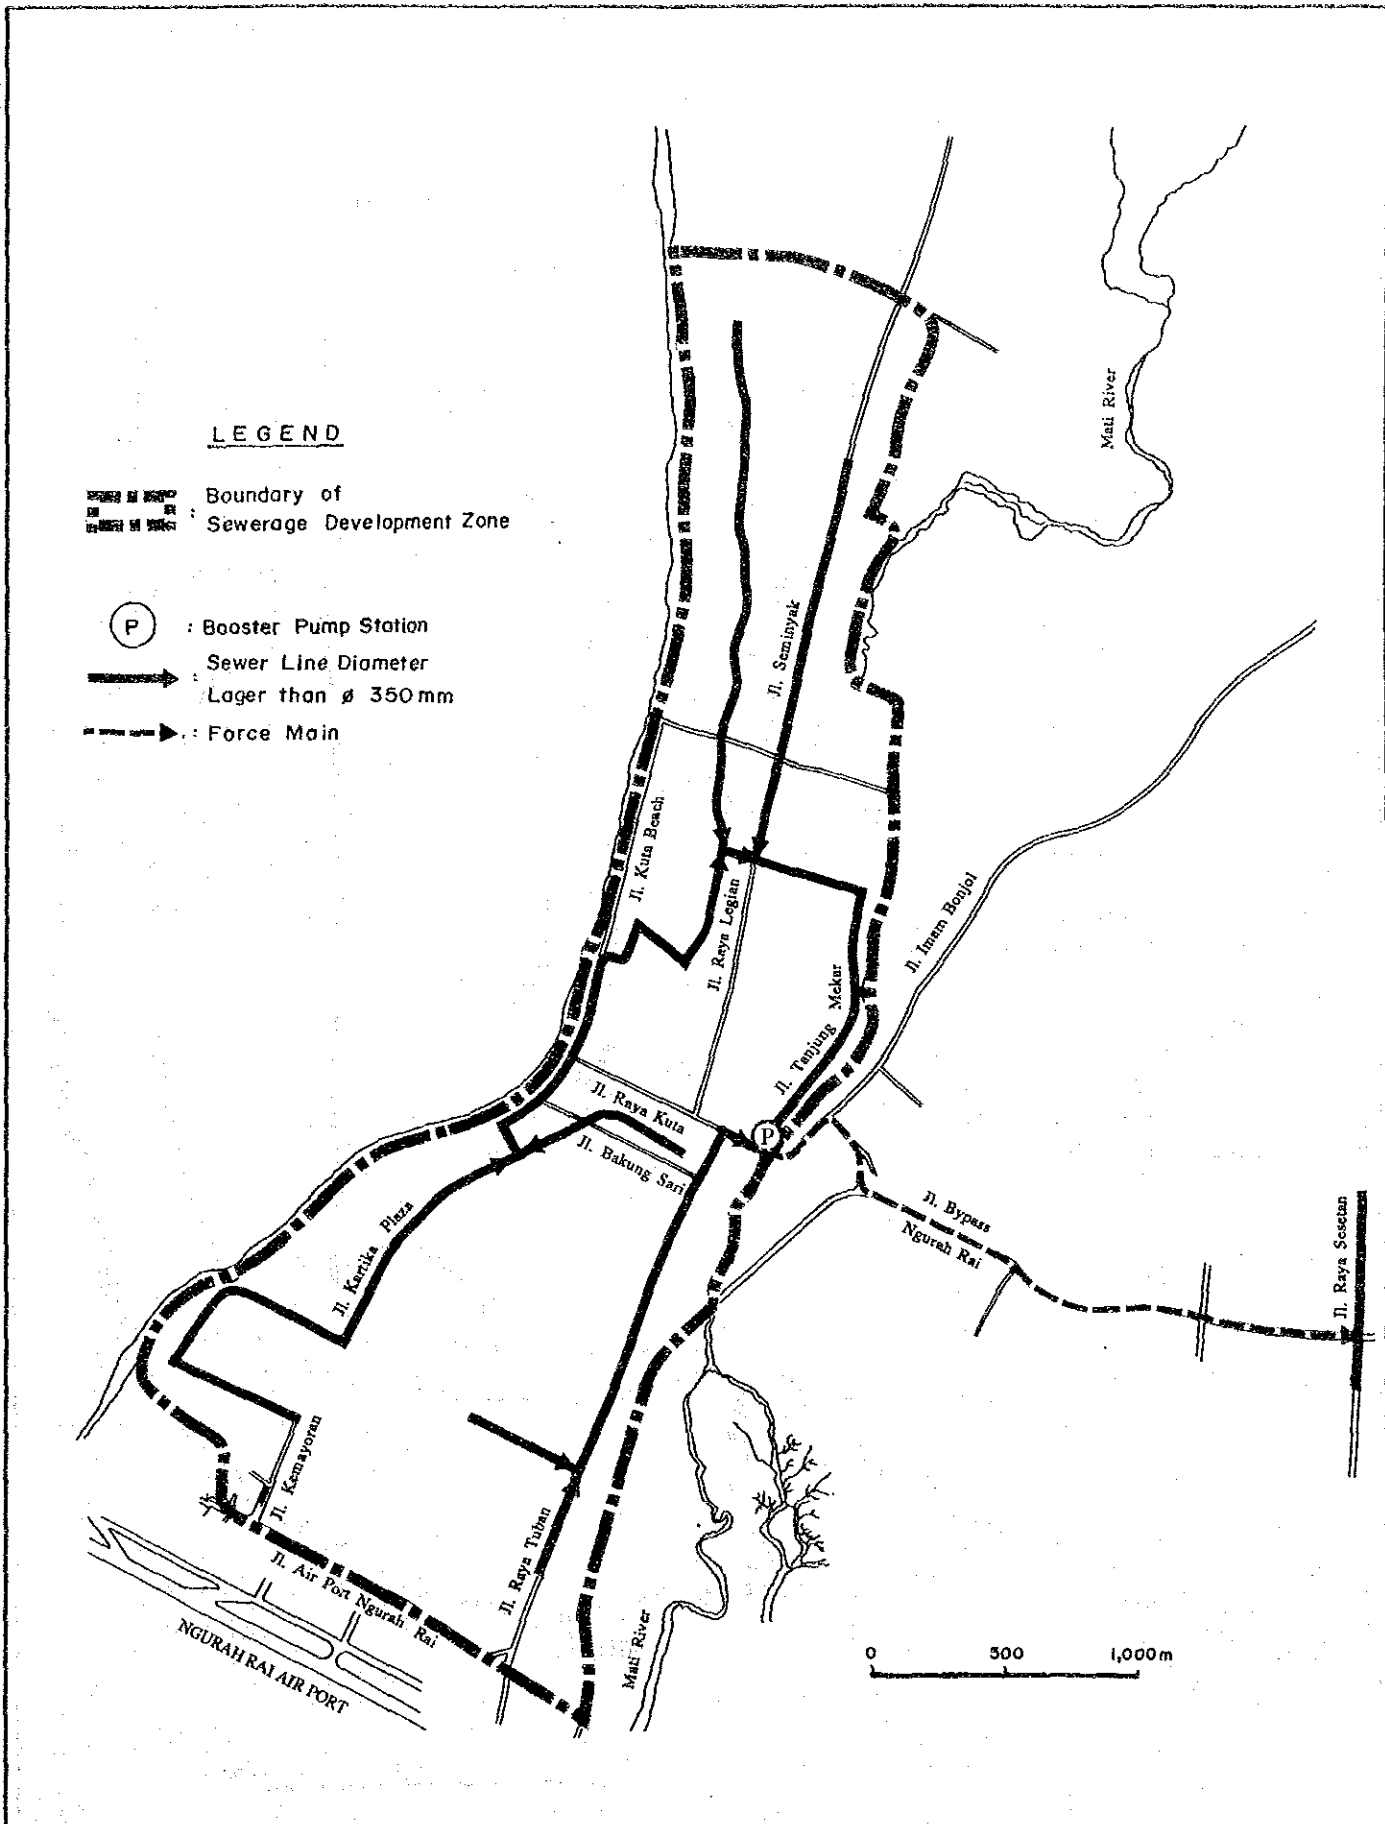 Mati River
LEGEND
Boundary of
: Sewerage Development Zone
P : Booster Pump Station
Sewer Line Diameter
:
Lager than ø 350mm
: Force Main
Jl. Seminyak
Jl. Kuta Beach
Jl. Raya Legian
Jl. Imam Bonjol
Jl. Tanjung Mekar
P
Jl. Raya Kuta
Jl. Bakung Sari
Jl. Kartika Plaza
Jl. Bypass
Ngurah Rai
Jl. Raya Sesetan
Jl. Kemayoran
Jl. Raya Tuban
Jl. Air Port Ngurah Rai
NGURAH RAI AIR PORT
Mati River
0 500 1,000m